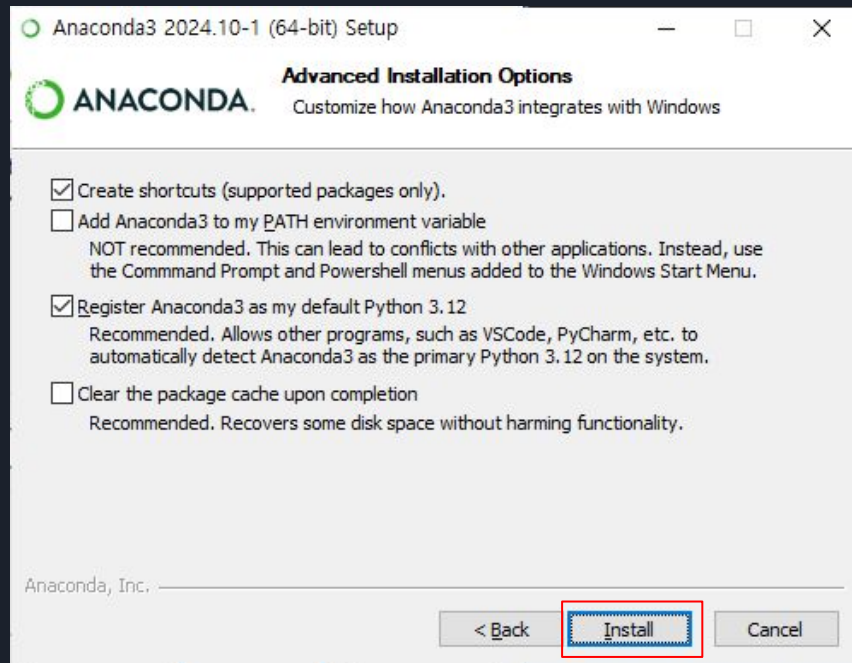 Anaconda3 2024.10-1 (64-bit) Setup
ANACONDA.
Advanced Installation Options
Customize how Anaconda3 integrates with Windows
Create shortcuts (supported packages only).
Add Anaconda3 to my PATH environment variable
NOT recommended. This can lead to conflicts with other applications. Instead, use
the Commmand Prompt and Powershell menus added to the Windows Start Menu.
Register Anaconda3 as my default Python 3.12
Recommended. Allows other programs, such as VSCode, PyCharm, etc. to
automatically detect Anaconda3 as the primary Python 3.12 on the system.
Clear the package cache upon completion
Recommended. Recovers some disk space without harming functionality.
Anaconda, Inc.
< Back
Install
Cancel